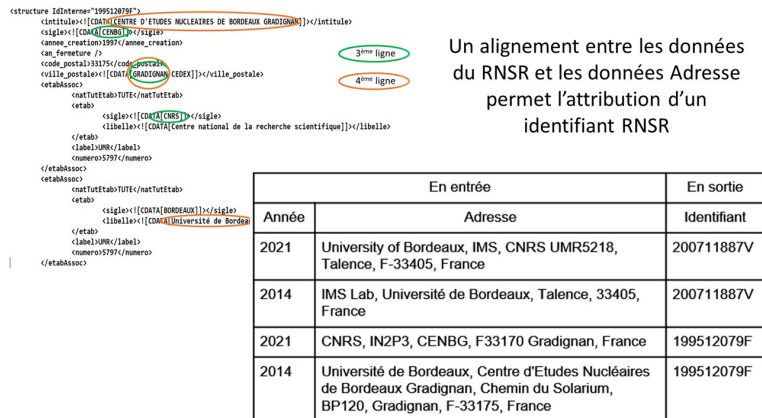 <structure IdInterne="199512079F">
<intitule><![CDATA[CENTRE D'ETUDES NUCLEAIRES DE BORDEAUX GRADIGNAN]]></intitule>
<sigle><![CDATA[CENBG]]></sigle>
<annee_creation>1997</annee_creation>
<an_fermeture />
<code_postal>33175</code_postal>
<ville_postale><![CDATA[GRADIGNAN CEDEX]]></ville_postale>
<etabAssoc>
<natTutEtab>TUTE</natTutEtab>
<etab>
<sigle><![CDATA[CNRS]]></sigle>
<libelle><![CDATA[Centre national de la recherche scientifique]]></libelle>
</etab>
<label>UMR</label>
<numero>5797</numero>
</etabAssoc>
<etabAssoc>
<natTutEtab>TUTE</natTutEtab>
<etab>
<sigle><![CDATA[BORDEAUX]]></sigle>
<libelle><![CDATA[Université de Bordea
</etab>
<label>UMR</label>
<numero>5797</numero>
</etabAssoc>
3ème ligne
4ème ligne
Un alignement entre les données
du RNSR et les données Adresse
permet l'attribution d'un
identifiant RNSR
En entrée En sortie
Année Adresse Identifiant
2021 University of Bordeaux, IMS, CNRS UMR5218, 200711887V
Talence, F-33405, France
2014 IMS Lab, Université de Bordeaux, Talence, 33405, 200711887V
France
2021 CNRS, IN2P3, CENBG, F33170 Gradignan, France 199512079F
2014 Université de Bordeaux, Centre d'Etudes Nucléaires 199512079F
de Bordeaux Gradignan, Chemin du Solarium,
BP120, Gradignan, F-33175, France